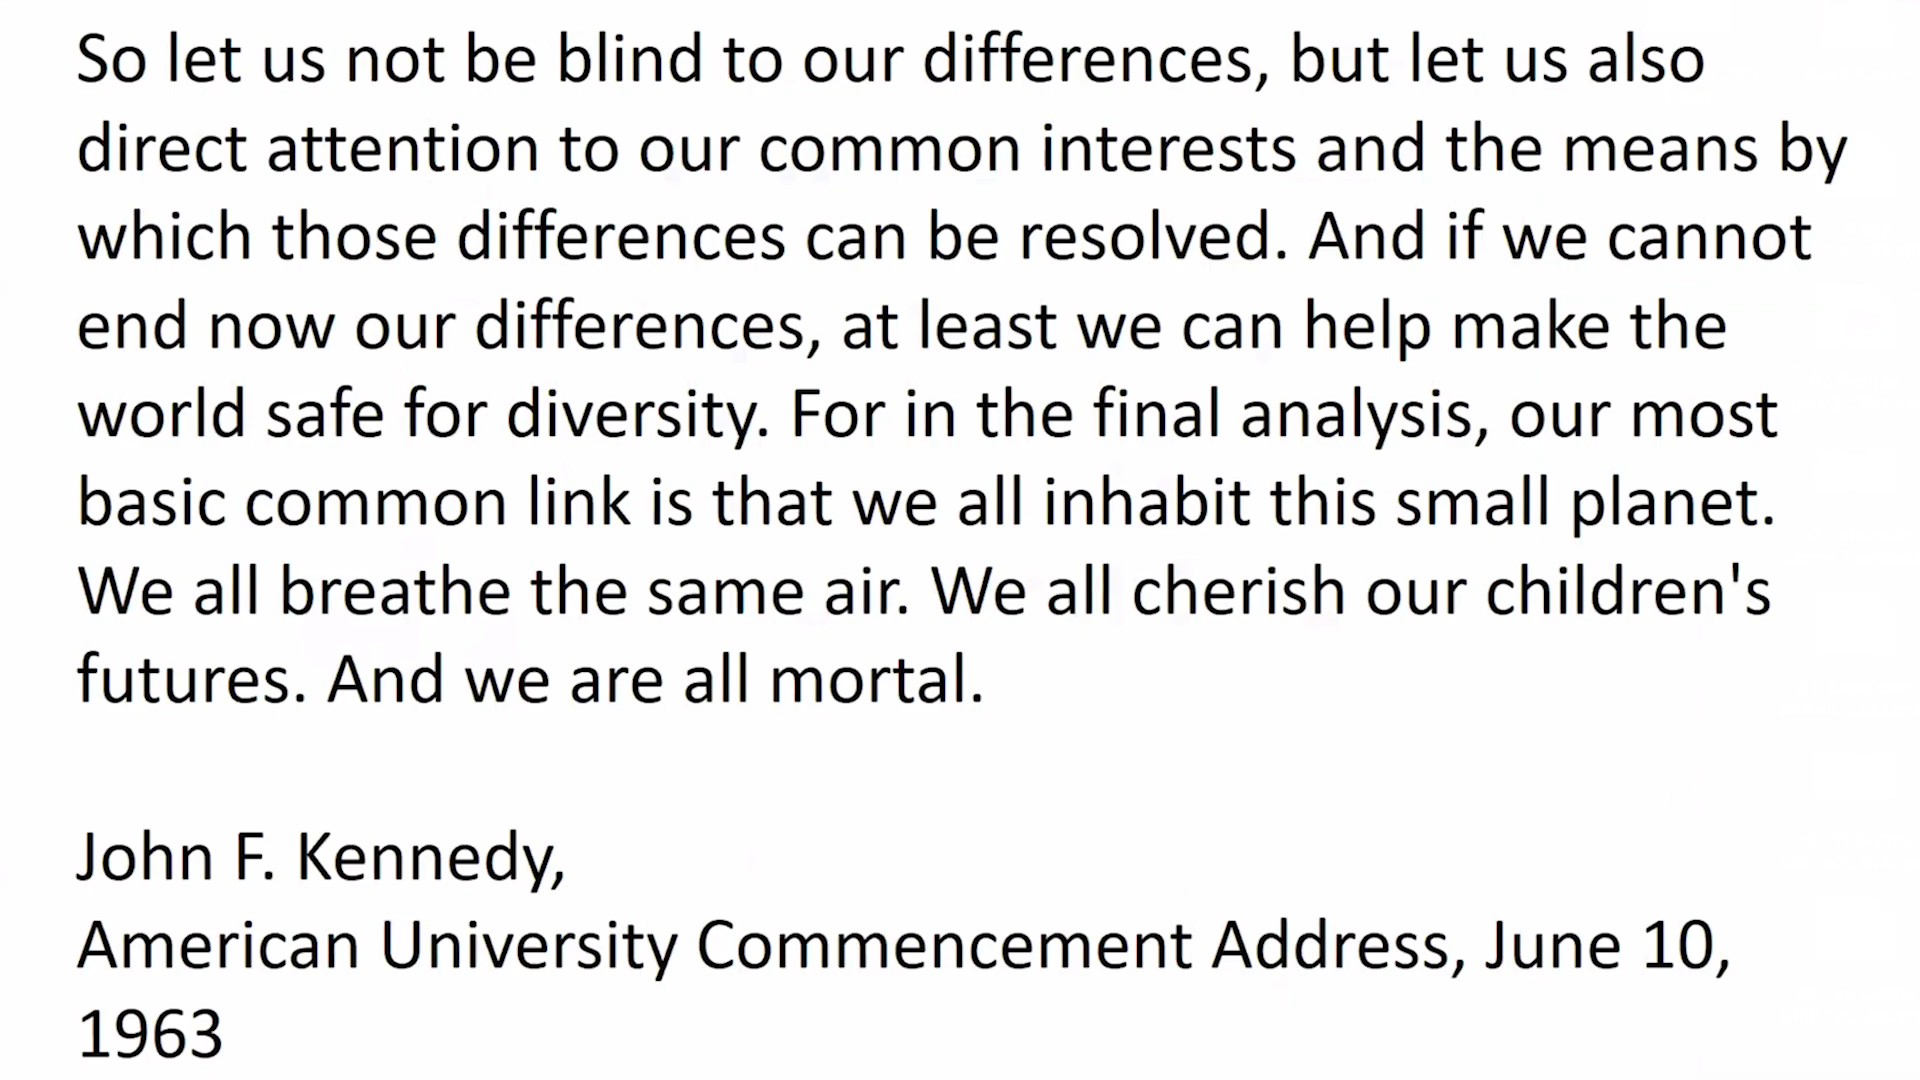 So let us not be blind to our differences, but let us also
direct attention to our common interests and the means by
which those differences can be resolved. And if we cannot
end now our differences, at least we can help make the
world safe for diversity. For in the final analysis, our most
basic common link is that we all inhabit this small planet.
We all breathe the same air. We all cherish our children's
futures. And we are all mortal.
John F. Kennedy,
American University Commencement Address, June 10,
1963